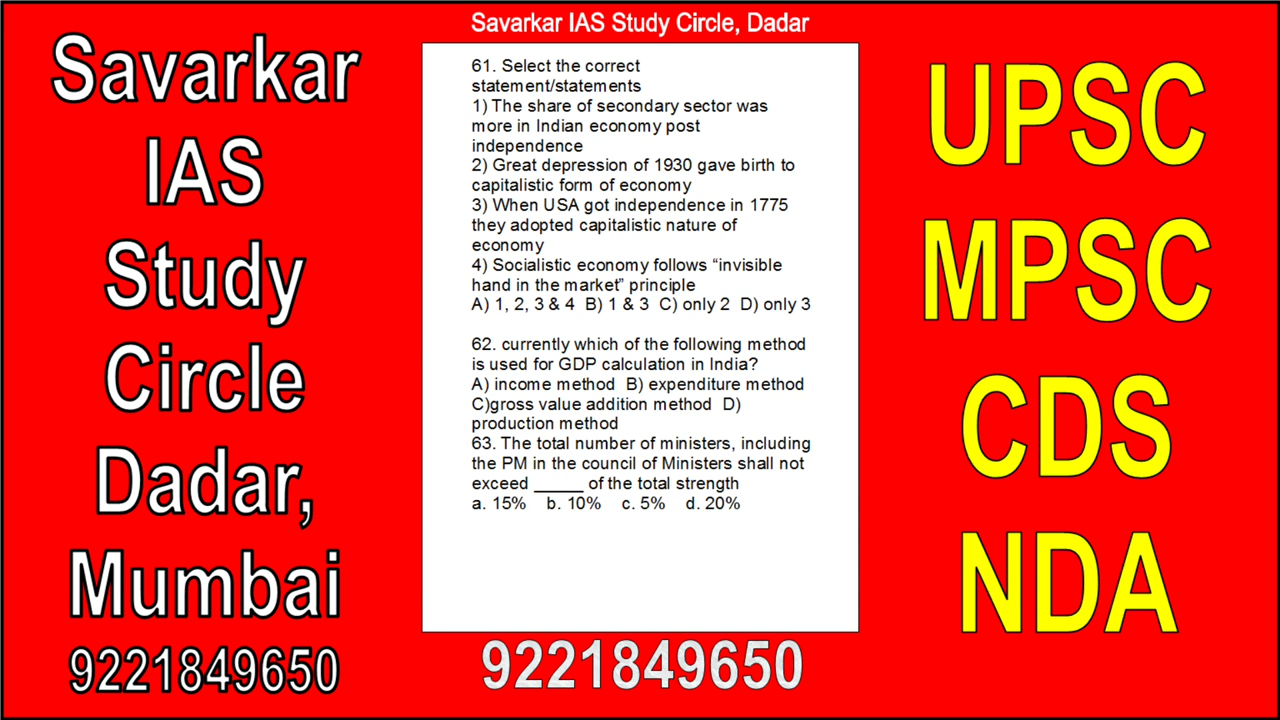 Savarkar IAS Study Circle, Dadar
Savarkar
IAS
Study
Circle
Dadar,
Mumbai
9221849650
61. Select the correct
statement/statements
1) The share of secondary sector was
more in Indian economy post
independence
2) Great depression of 1930 gave birth to
capitalistic form of economy
3) When USA got independence in 1775
they adopted capitalistic nature of
economy
4) Socialistic economy follows “invisible
hand in the market” principle
A) 1, 2, 3 & 4 B) 1 & 3 C) only 2 D) only 3
62. currently which of the following method
is used for GDP calculation in India?
A) income method B) expenditure method
C)gross value addition method D)
production method
63. The total number of ministers, including
the PM in the council of Ministers shall not
exceed _____ of the total strength
a. 15% b. 10% c. 5% d. 20%
9221849650
UPSC
MPSC
CDS
NDA